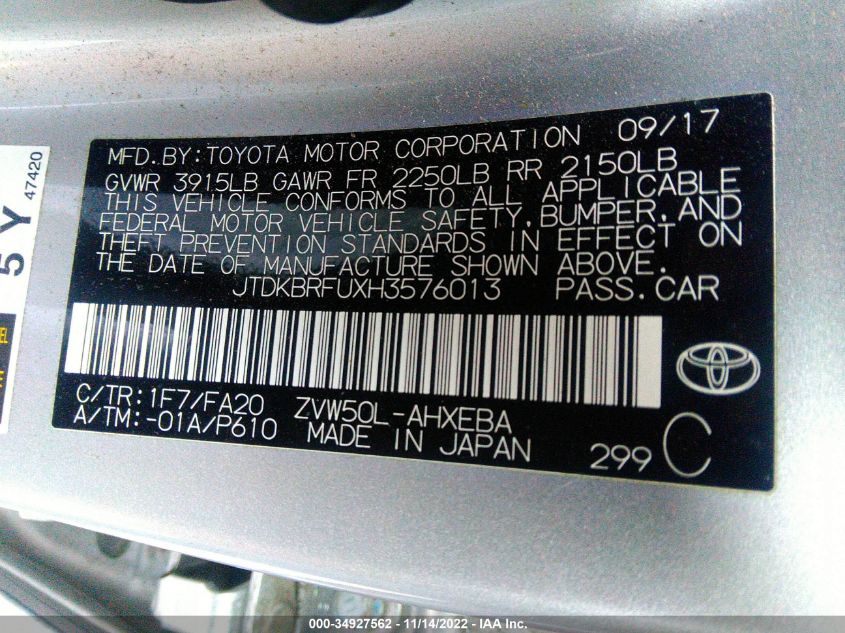 MFD.BY:TOYOTA MOTOR CORPORATION 09/17
GVWR 3915LB GAWR FR 2250LB RR 2150LB
THIS VEHICLE CONFORMS TO ALL APPLICABLE
FEDERAL MOTOR VEHICLE SAFETY, BUMPER, AND
THEFT PREVENTION STANDARDS IN EFFECT ON
THE DATE OF MANUFACTURE SHOWN ABOVE.
JTDKBRFUXH3576013 PASS.CAR
C/TR:1F7/FA20 ZVW50L-AHXEBA
A/TM:-01A/P610 MADE IN JAPAN
299 C
47420
5 Y
000-34927562 - 11/14/2022 - IAA Inc.